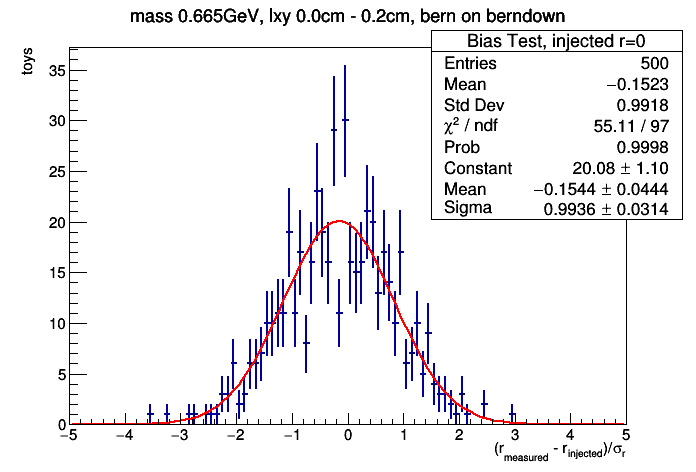 mass 0.665GeV, lxy 0.0cm - 0.2cm, bern on berndown
Bias Test, injected r=0
Entries 500
Mean −0.1523
Std Dev 0.9918
χ² / ndf 55.11 / 97
Prob 0.9998
Constant 20.08 ± 1.10
Mean −0.1544 ± 0.0444
Sigma 0.9936 ± 0.0314
toys
35
30
25
20
15
10
5
0
−5 −4 −3 −2 −1 0 1 2 3 4 5
(r_measured - r_injected)/σ_r